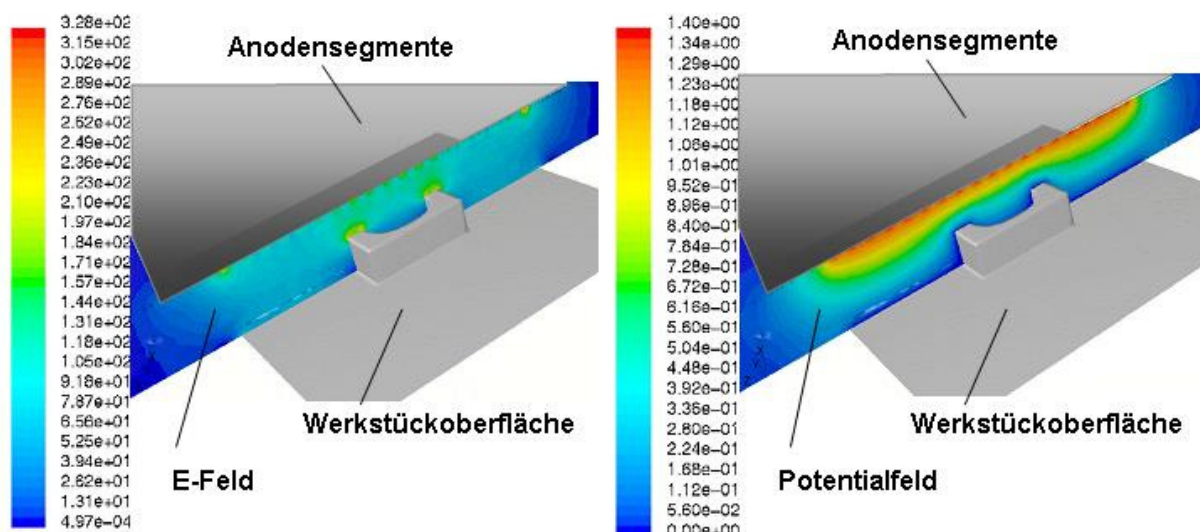 3.28e+02
3.15e+02
3.02e+02
2.89e+02
2.76e+02
2.62e+02
2.49e+02
2.36e+02
2.23e+02
2.10e+02
1.97e+02
1.84e+02
1.71e+02
1.57e+02
1.44e+02
1.31e+02
1.18e+02
1.05e+02
9.18e+01
7.87e+01
6.56e+01
5.25e+01
3.94e+01
2.62e+01
1.31e+01
4.97e-04
Anodensegmente
Werkstückoberfläche
E-Feld
1.40e+00
1.34e+00
1.29e+00
1.23e+00
1.18e+00
1.12e+00
1.06e+00
1.01e+00
9.52e-01
8.96e-01
8.40e-01
7.84e-01
7.28e-01
6.72e-01
6.16e-01
5.60e-01
5.04e-01
4.48e-01
3.92e-01
3.36e-01
2.80e-01
2.24e-01
1.68e-01
1.12e-01
5.60e-02
0.00e+00
Anodensegmente
Werkstückoberfläche
Potentialfeld